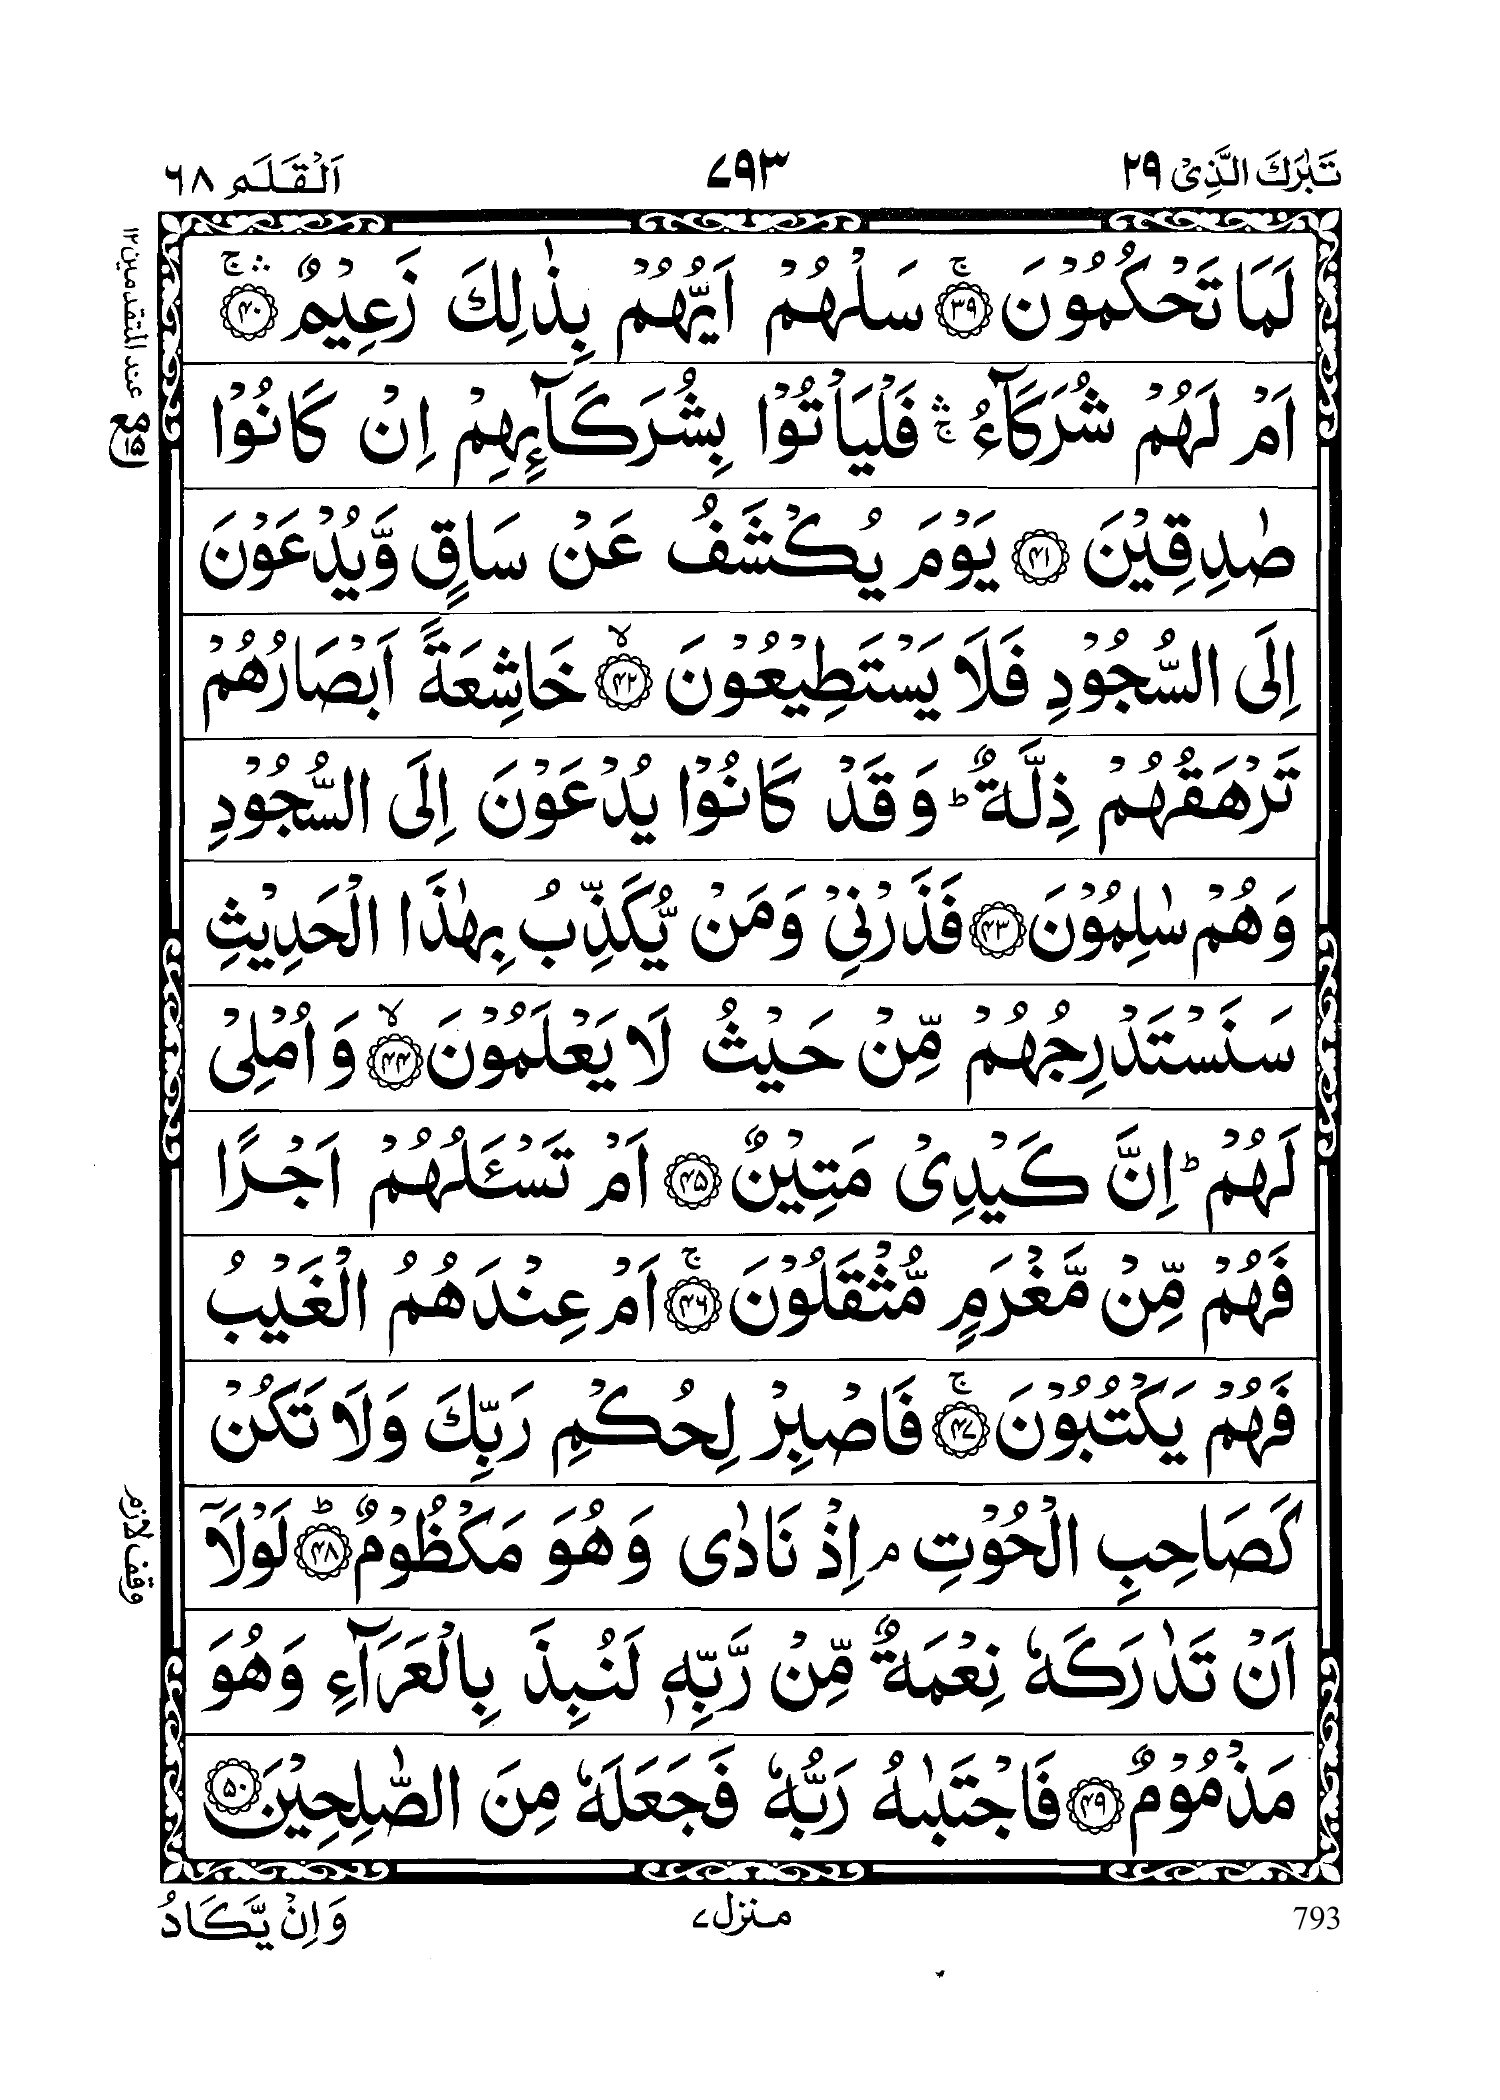 تَبٰرَكَ الَّذِیْ ۲۹
۷۹۳
اَلْقَلَم ۶۸
لَمَا تَحْكُمُوْنَ ۚ﴿۳۹﴾ سَلْهُمْ اَیُّهُمْ بِذٰلِكَ زَعِیْمٌ ۛۚ﴿۴۰﴾
اَمْ لَهُمْ شُرَكَآءُ ۛۚ فَلْیَاْتُوْا بِشُرَكَآىِٕهِمْ اِنْ كَانُوْا
صٰدِقِیْنَ ﴿۴۱﴾ یَوْمَ یُكْشَفُ عَنْ سَاقٍ وَّیُدْعَوْنَ
اِلَی السُّجُوْدِ فَلَا یَسْتَطِیْعُوْنَ ۙ﴿۴۲﴾ خَاشِعَةً اَبْصَارُهُمْ
تَرْهَقُهُمْ ذِلَّةٌ ؕ وَقَدْ كَانُوْا یُدْعَوْنَ اِلَی السُّجُوْدِ
وَهُمْ سٰلِمُوْنَ ﴿۴۳﴾ فَذَرْنِیْ وَمَنْ یُّكَذِّبُ بِهٰذَا الْحَدِیْثِ
سَنَسْتَدْرِجُهُمْ مِّنْ حَیْثُ لَا یَعْلَمُوْنَ ۙ﴿۴۴﴾ وَاُمْلِیْ
لَهُمْ ؕ اِنَّ كَیْدِیْ مَتِیْنٌ ﴿۴۵﴾ اَمْ تَسْـَٔلُهُمْ اَجْرًا
فَهُمْ مِّنْ مَّغْرَمٍ مُّثْقَلُوْنَ ۚ﴿۴۶﴾ اَمْ عِنْدَهُمُ الْغَیْبُ
فَهُمْ یَكْتُبُوْنَ ۚ﴿۴۷﴾ فَاصْبِرْ لِحُكْمِ رَبِّكَ وَلَا تَكُنْ
كَصَاحِبِ الْحُوْتِ ۘ اِذْ نَادٰی وَهُوَ مَكْظُوْمٌ ؕ﴿۴۸﴾ لَوْلَاۤ
اَنْ تَدٰرَكَهٗ نِعْمَةٌ مِّنْ رَّبِّهٖ لَنُبِذَ بِالْعَرَآءِ وَهُوَ
مَذْمُوْمٌ ﴿۴۹﴾ فَاجْتَبٰىهُ رَبُّهٗ فَجَعَلَهٗ مِنَ الصّٰلِحِیْنَ ﴿۵۰﴾
عند المتقدمین ۱۲
مع ۱۵
وقف لازم
793
منزل ۷
وَاِنْ یَّكَادُ